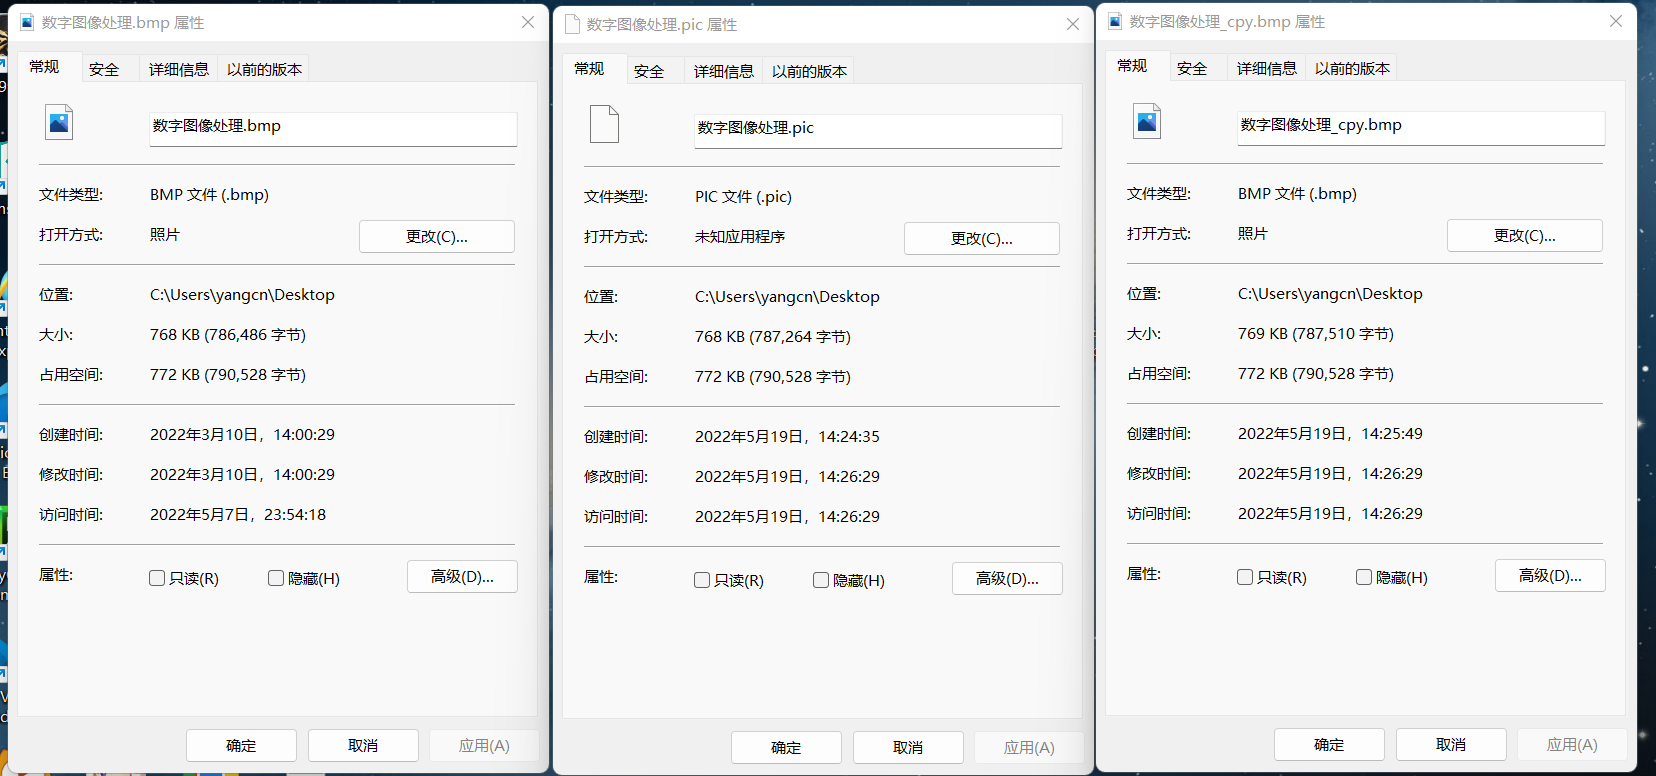 数字图像处理.bmp 属性
常规
安全
详细信息
以前的版本
数字图像处理.bmp
文件类型: BMP 文件 (.bmp)
打开方式: 照片 更改(C)...
位置: C:\Users\yangcn\Desktop
大小: 768 KB (786,486 字节)
占用空间: 772 KB (790,528 字节)
创建时间: 2022年3月10日，14:00:29
修改时间: 2022年3月10日，14:00:29
访问时间: 2022年5月7日，23:54:18
属性: 只读(R) 隐藏(H) 高级(D)...
确定 取消 应用(A)
数字图像处理.pic 属性
常规
安全
详细信息
以前的版本
数字图像处理.pic
文件类型: PIC 文件 (.pic)
打开方式: 未知应用程序 更改(C)...
位置: C:\Users\yangcn\Desktop
大小: 768 KB (787,264 字节)
占用空间: 772 KB (790,528 字节)
创建时间: 2022年5月19日，14:24:35
修改时间: 2022年5月19日，14:26:29
访问时间: 2022年5月19日，14:26:29
属性: 只读(R) 隐藏(H) 高级(D)...
确定 取消 应用(A)
数字图像处理_cpy.bmp 属性
常规
安全
详细信息
以前的版本
数字图像处理_cpy.bmp
文件类型: BMP 文件 (.bmp)
打开方式: 照片 更改(C)...
位置: C:\Users\yangcn\Desktop
大小: 769 KB (787,510 字节)
占用空间: 772 KB (790,528 字节)
创建时间: 2022年5月19日，14:25:49
修改时间: 2022年5月19日，14:26:29
访问时间: 2022年5月19日，14:26:29
属性: 只读(R) 隐藏(H) 高级(D)...
确定 取消 应用(A)